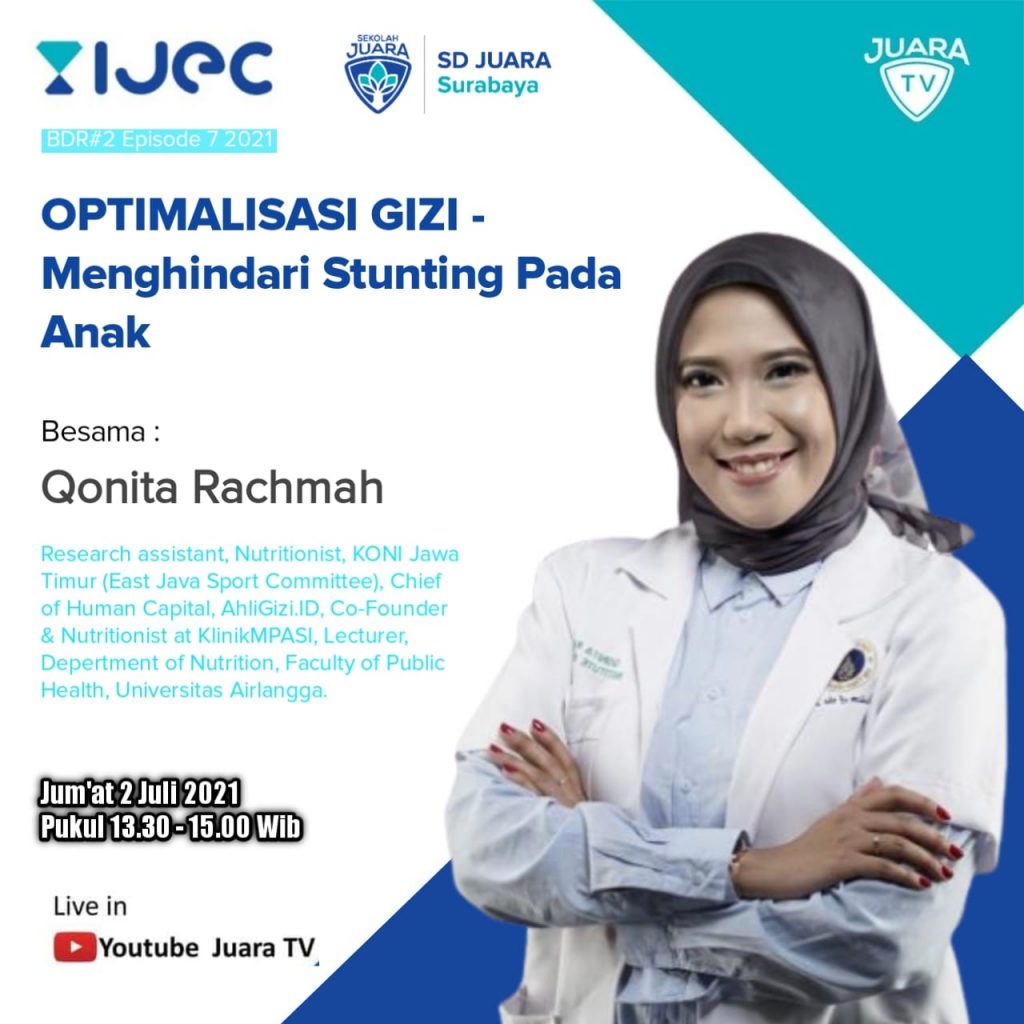 IJEC
SEKOLAH
JUARA
SD JUARA
Surabaya
JUARA
TV
BDR#2 Episode 7 2021
OPTIMALISASI GIZI -
Menghindari Stunting Pada
Anak
Besama :
Qonita Rachmah
Research assistant, Nutritionist, KONI Jawa
Timur (East Java Sport Committee), Chief
of Human Capital, AhliGizi.ID, Co-Founder
& Nutritionist at KlinikMPASI, Lecturer,
Depertment of Nutrition, Faculty of Public
Health, Universitas Airlangga.
Jum'at 2 Juli 2021
Pukul 13.30 - 15.00 Wib
Live in
Youtube Juara TV